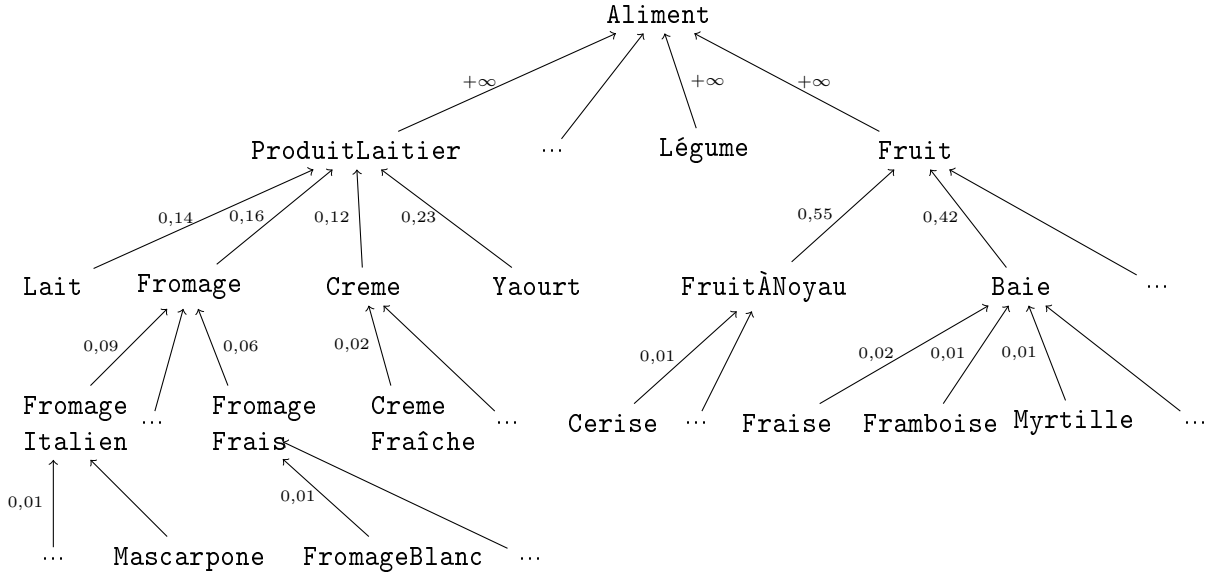 Aliment
+∞ +∞ +∞
ProduitLaitier ... Légume Fruit
0,14 0,16 0,12 0,23 0,55 0,42
Lait Fromage Creme Yaourt FruitÀNoyau Baie ...
0,09 0,06 0,02 0,01 0,02 0,01 0,01
Fromage Italien ... Fromage Frais Creme Fraîche ... Cerise ... Fraise Framboise Myrtille ...
0,01 0,01
... Mascarpone FromageBlanc ...